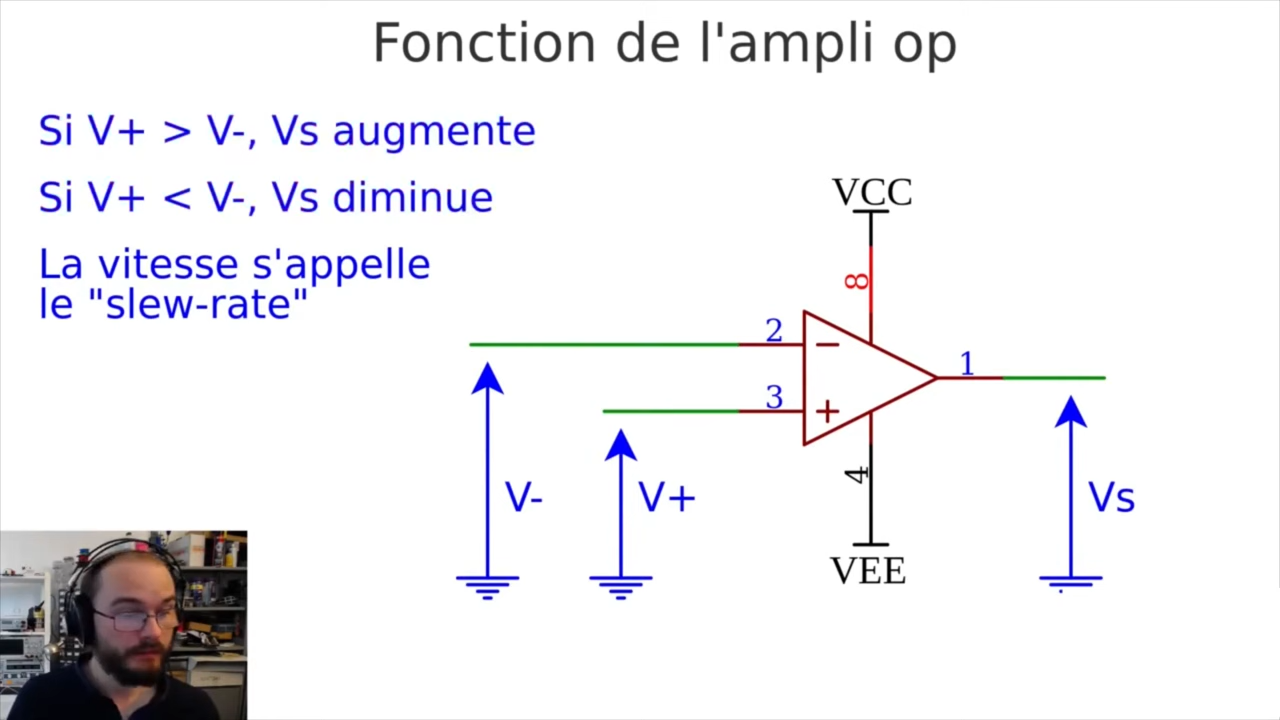 Fonction de l'ampli op
Si V+ > V-, Vs augmente
Si V+ < V-, Vs diminue
La vitesse s'appelle
le "slew-rate"
VCC
8
2
−
1
3
+
4
V-
V+
Vs
VEE